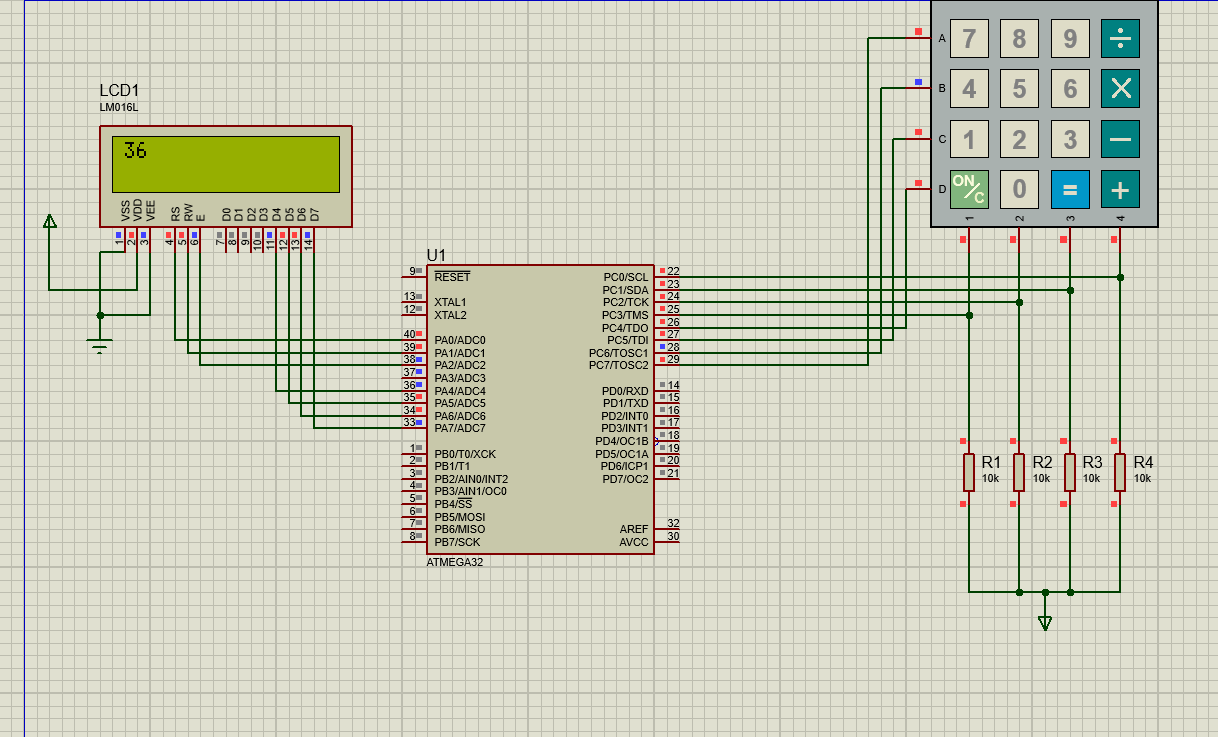 LCD1
LM016L
36
VSS
VDD
VEE
RS
RW
E
D0
D1
D2
D3
D4
D5
D6
D7
1
2
3
4
5
6
7
8
9
10
11
12
13
14
A
B
C
D
7 8 9 ÷
4 5 6 ×
1 2 3 −
ON/C 0 = +
1 2 3 4
U1
9 RESET
13 XTAL1
12 XTAL2
40 PA0/ADC0
39 PA1/ADC1
38 PA2/ADC2
37 PA3/ADC3
36 PA4/ADC4
35 PA5/ADC5
34 PA6/ADC6
33 PA7/ADC7
1 PB0/T0/XCK
2 PB1/T1
3 PB2/AIN0/INT2
4 PB3/AIN1/OC0
5 PB4/SS
6 PB5/MOSI
7 PB6/MISO
8 PB7/SCK
PC0/SCL 22
PC1/SDA 23
PC2/TCK 24
PC3/TMS 25
PC4/TDO 26
PC5/TDI 27
PC6/TOSC1 28
PC7/TOSC2 29
PD0/RXD 14
PD1/TXD 15
PD2/INT0 16
PD3/INT1 17
PD4/OC1B 18
PD5/OC1A 19
PD6/ICP1 20
PD7/OC2 21
AREF 32
AVCC 30
ATMEGA32
R1
10k
R2
10k
R3
10k
R4
10k